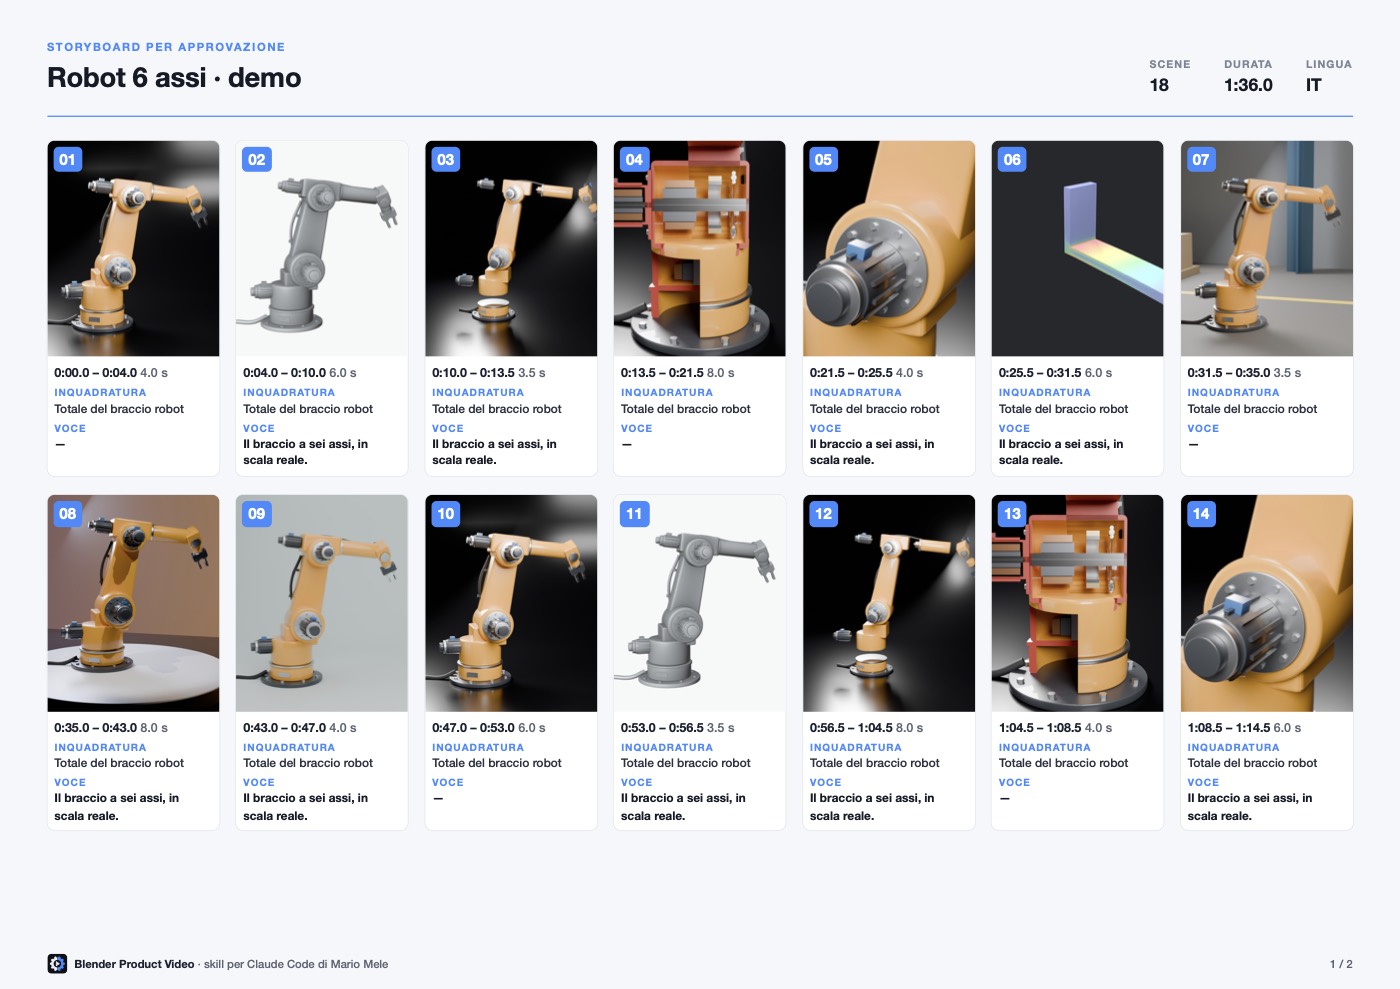 STORYBOARD PER APPROVAZIONE
Robot 6 assi · demo
SCENE
18
DURATA
1:36.0
LINGUA
IT
01
0:00.0 – 0:04.0 4.0 s
INQUADRATURA
Totale del braccio robot
VOCE
—
02
0:04.0 – 0:10.0 6.0 s
INQUADRATURA
Totale del braccio robot
VOCE
Il braccio a sei assi, in
scala reale.
03
0:10.0 – 0:13.5 3.5 s
INQUADRATURA
Totale del braccio robot
VOCE
Il braccio a sei assi, in
scala reale.
04
0:13.5 – 0:21.5 8.0 s
INQUADRATURA
Totale del braccio robot
VOCE
—
05
0:21.5 – 0:25.5 4.0 s
INQUADRATURA
Totale del braccio robot
VOCE
Il braccio a sei assi, in
scala reale.
06
0:25.5 – 0:31.5 6.0 s
INQUADRATURA
Totale del braccio robot
VOCE
Il braccio a sei assi, in
scala reale.
07
0:31.5 – 0:35.0 3.5 s
INQUADRATURA
Totale del braccio robot
VOCE
—
08
0:35.0 – 0:43.0 8.0 s
INQUADRATURA
Totale del braccio robot
VOCE
Il braccio a sei assi, in
scala reale.
09
0:43.0 – 0:47.0 4.0 s
INQUADRATURA
Totale del braccio robot
VOCE
Il braccio a sei assi, in
scala reale.
10
0:47.0 – 0:53.0 6.0 s
INQUADRATURA
Totale del braccio robot
VOCE
—
11
0:53.0 – 0:56.5 3.5 s
INQUADRATURA
Totale del braccio robot
VOCE
Il braccio a sei assi, in
scala reale.
12
0:56.5 – 1:04.5 8.0 s
INQUADRATURA
Totale del braccio robot
VOCE
Il braccio a sei assi, in
scala reale.
13
1:04.5 – 1:08.5 4.0 s
INQUADRATURA
Totale del braccio robot
VOCE
—
14
1:08.5 – 1:14.5 6.0 s
INQUADRATURA
Totale del braccio robot
VOCE
Il braccio a sei assi, in
scala reale.
Blender Product Video · skill per Claude Code di Mario Mele
1 / 2